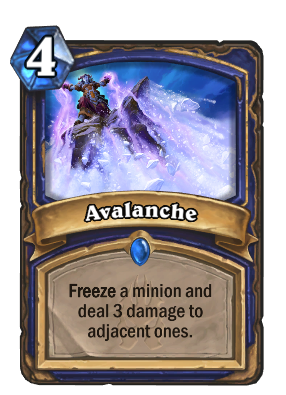 4
Avalanche
Freeze a minion and
deal 3 damage to
adjacent ones.